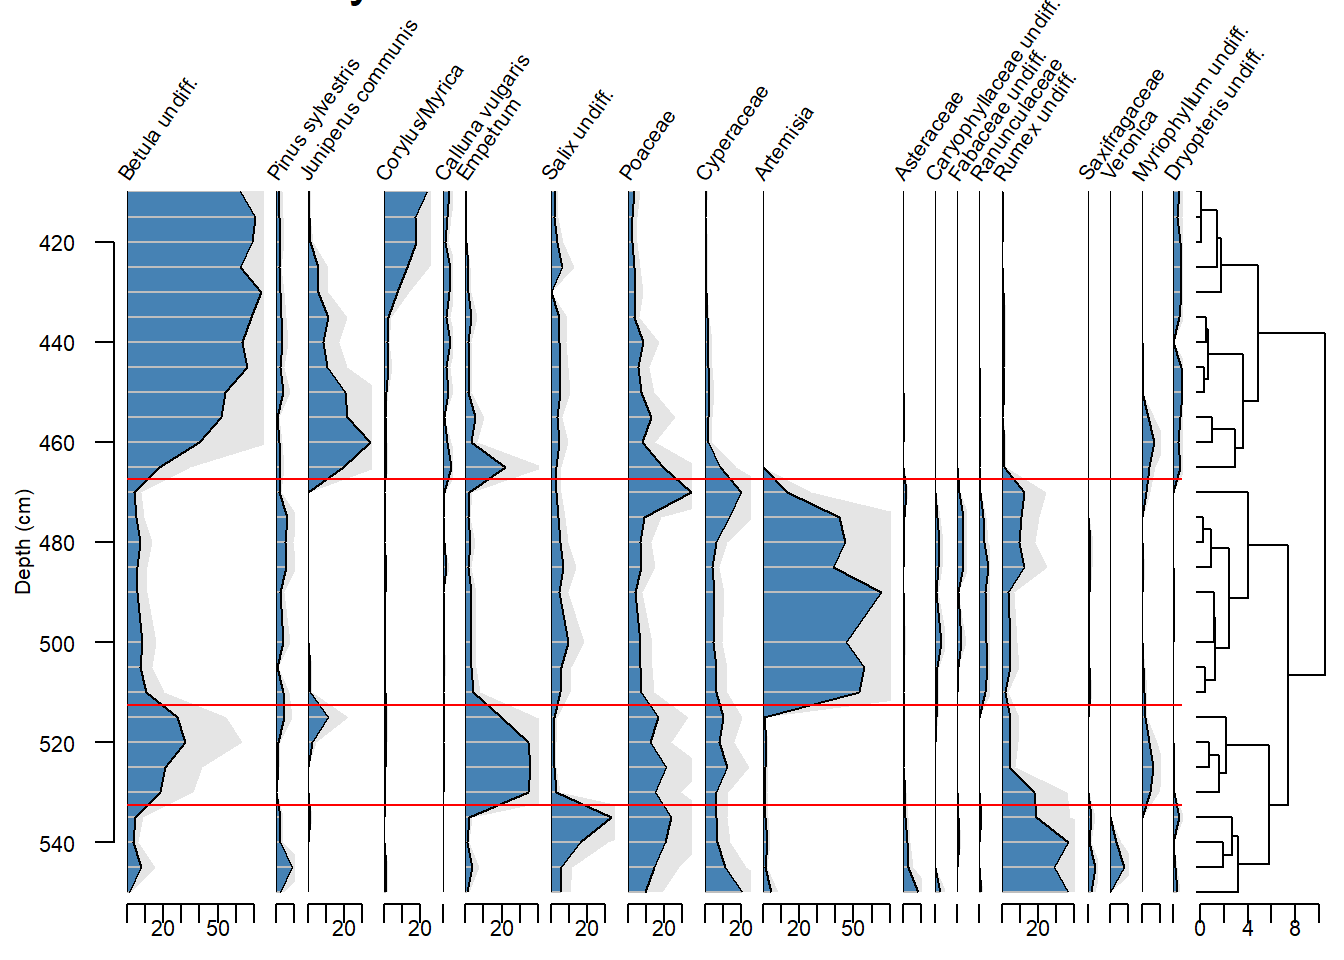 Betula undiff.
Pinus sylvestris
Juniperus communis
Corylus/Myrica
Calluna vulgaris
Empetrum
Salix undiff.
Poaceae
Cyperaceae
Artemisia
Asteraceae
Caryophyllaceae undiff.
Fabaceae undiff.
Ranunculaceae
Rumex undiff.
Saxifragaceae
Veronica
Myriophyllum undiff.
Dryopteris undiff.
Depth (cm)
420
440
460
480
500
520
540
20 50 20 20 20 20 20 20 20 50 20 0 4 8